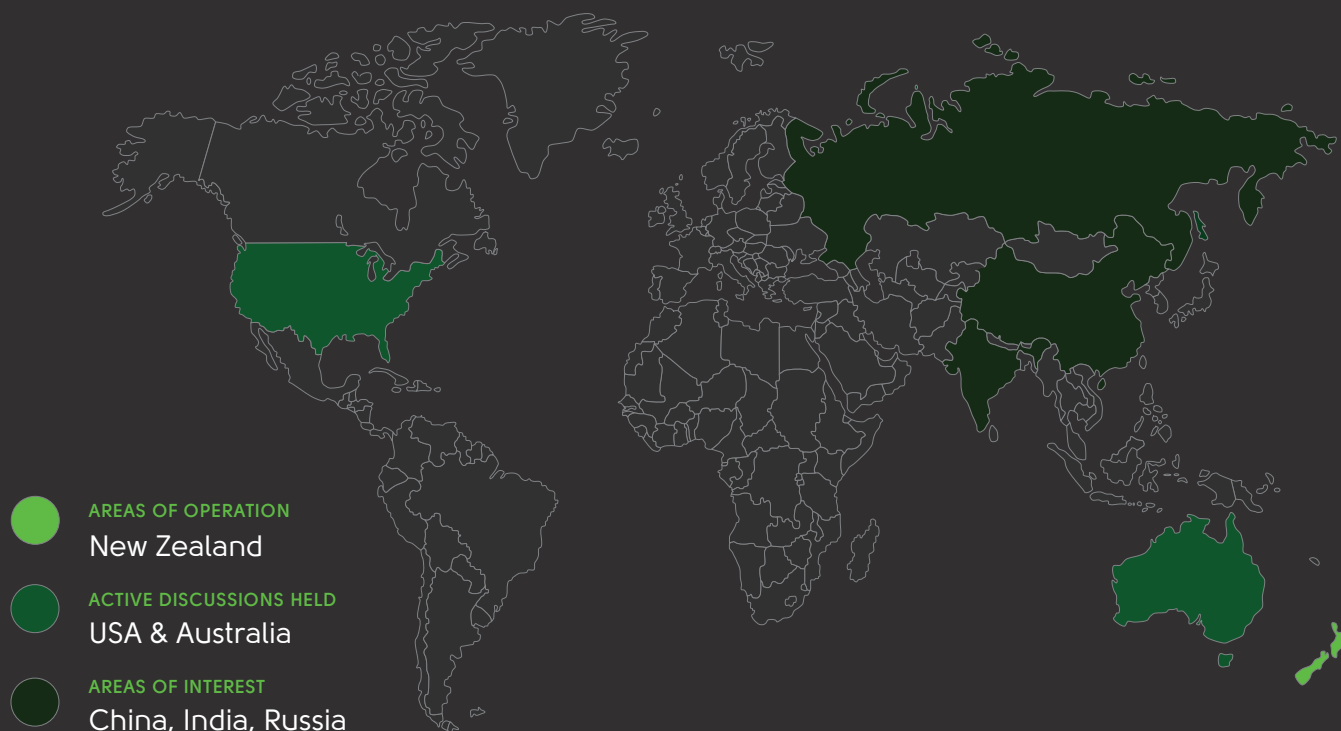 AREAS OF OPERATION
New Zealand
ACTIVE DISCUSSIONS HELD
USA & Australia
AREAS OF INTEREST
China, India, Russia